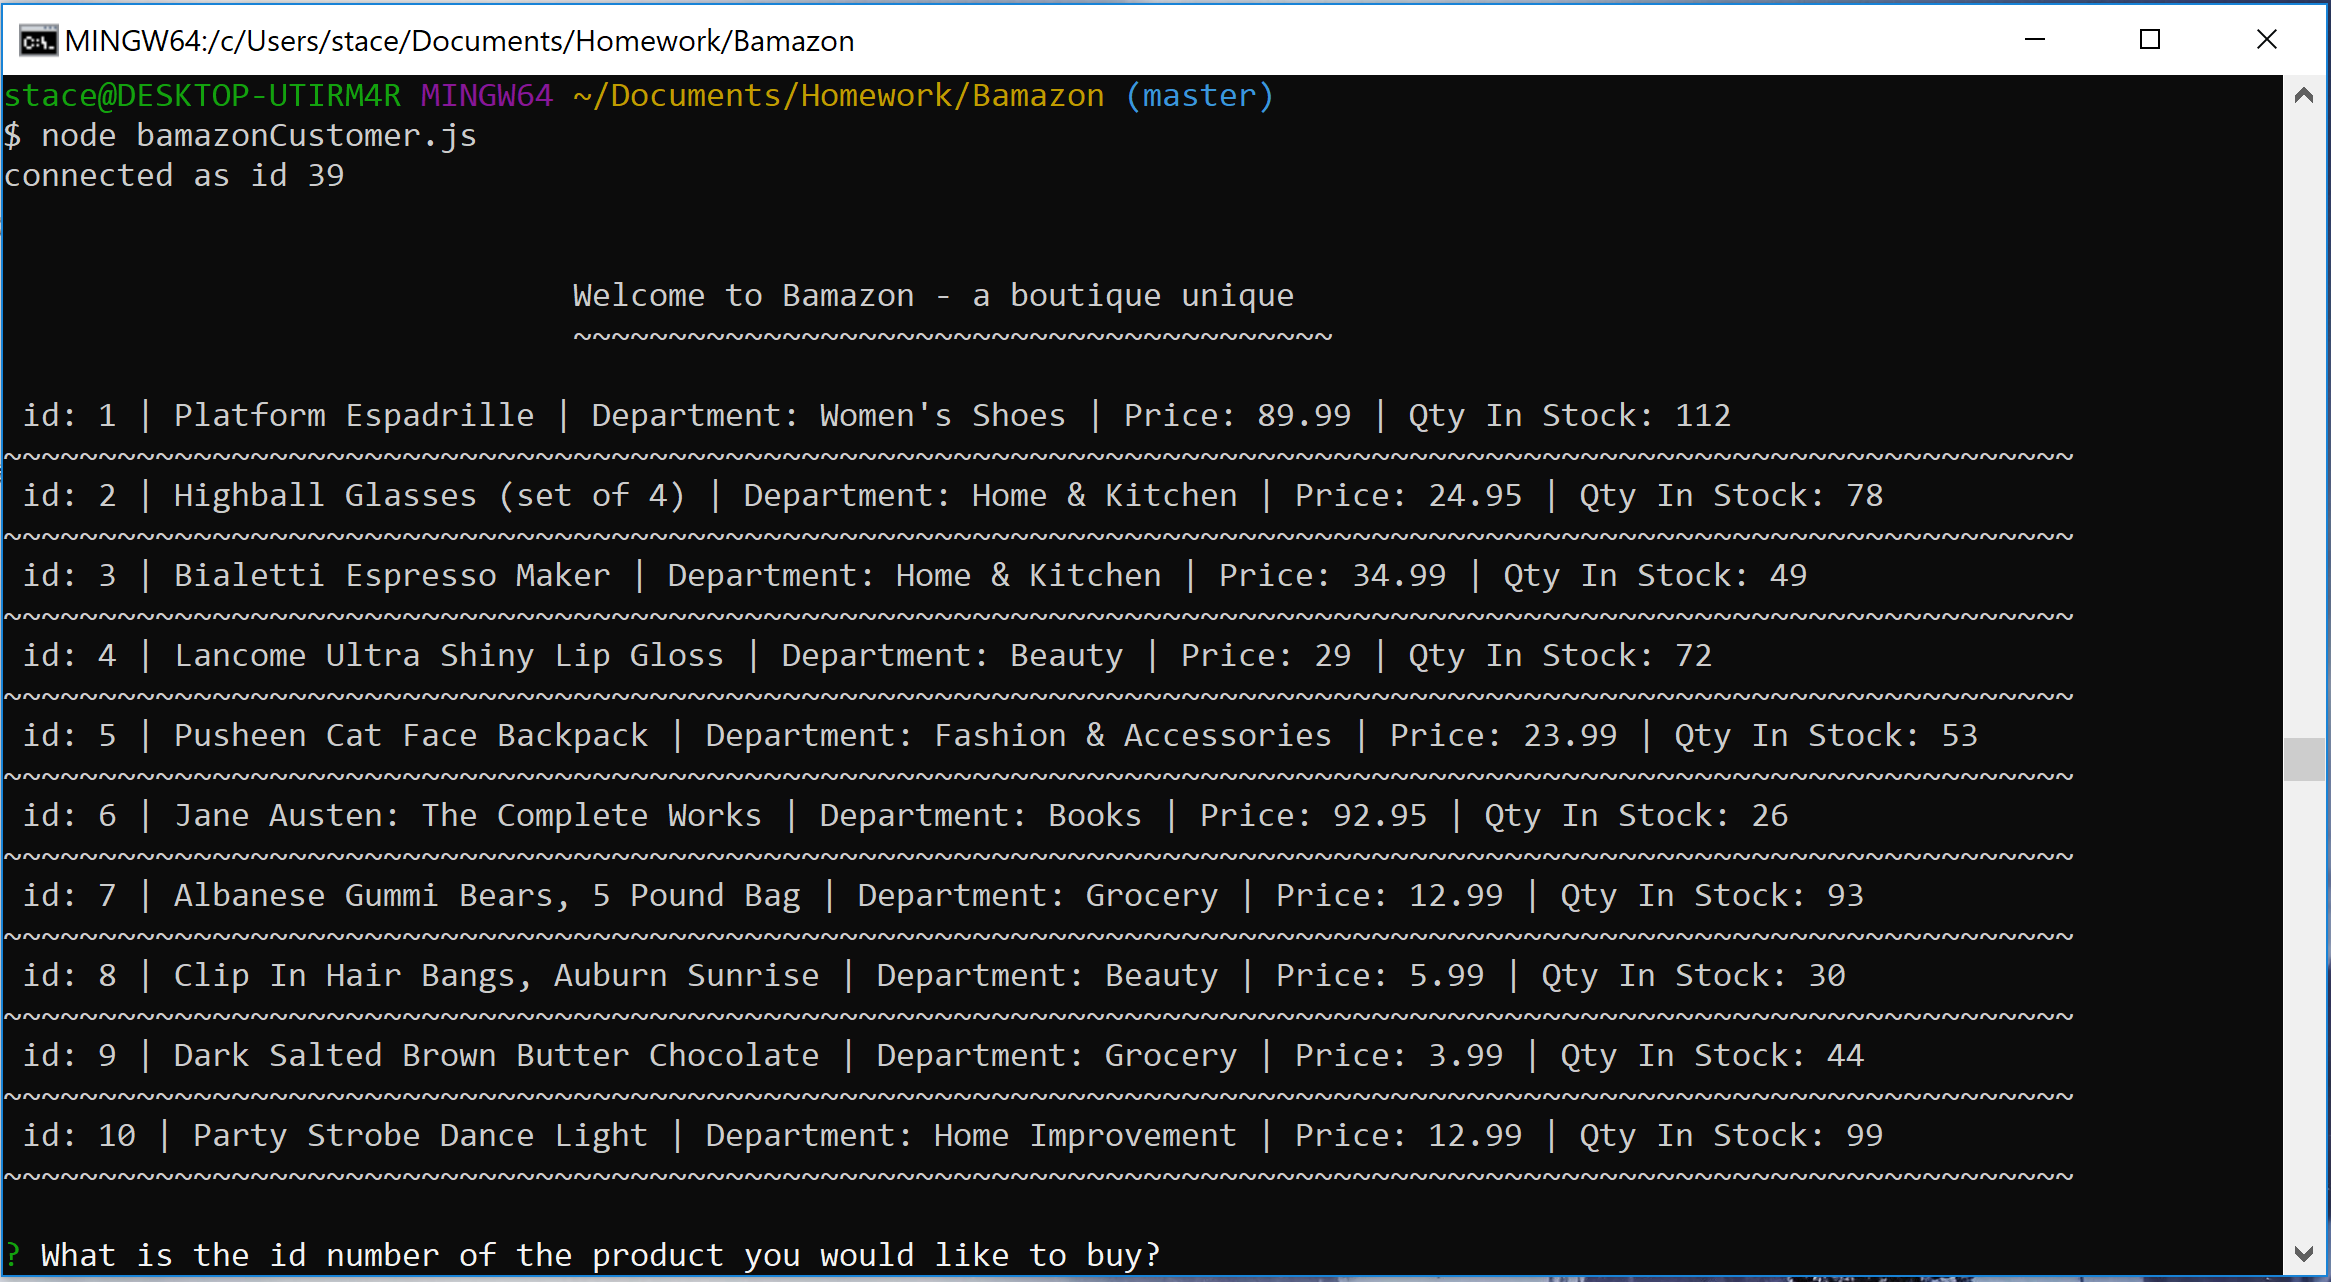 MINGW64:/c/Users/stace/Documents/Homework/Bamazon
stace@DESKTOP-UTIRM4R MINGW64 ~/Documents/Homework/Bamazon (master)
$ node bamazonCustomer.js
connected as id 39
Welcome to Bamazon - a boutique unique
~~~~~~~~~~~~~~~~~~~~~~~~~~~~~~~~~~~~~~~~
id: 1 | Platform Espadrille | Department: Women's Shoes | Price: 89.99 | Qty In Stock: 112
~~~~~~~~~~~~~~~~~~~~~~~~~~~~~~~~~~~~~~~~~~~~~~~~~~~~~~~~~~~~~~~~~~~~~~~~~~~~~~~~~~~~~~~~~~~~~~~~~~~~~~~~~~~~~
id: 2 | Highball Glasses (set of 4) | Department: Home & Kitchen | Price: 24.95 | Qty In Stock: 78
~~~~~~~~~~~~~~~~~~~~~~~~~~~~~~~~~~~~~~~~~~~~~~~~~~~~~~~~~~~~~~~~~~~~~~~~~~~~~~~~~~~~~~~~~~~~~~~~~~~~~~~~~~~~~
id: 3 | Bialetti Espresso Maker | Department: Home & Kitchen | Price: 34.99 | Qty In Stock: 49
~~~~~~~~~~~~~~~~~~~~~~~~~~~~~~~~~~~~~~~~~~~~~~~~~~~~~~~~~~~~~~~~~~~~~~~~~~~~~~~~~~~~~~~~~~~~~~~~~~~~~~~~~~~~~
id: 4 | Lancome Ultra Shiny Lip Gloss | Department: Beauty | Price: 29 | Qty In Stock: 72
~~~~~~~~~~~~~~~~~~~~~~~~~~~~~~~~~~~~~~~~~~~~~~~~~~~~~~~~~~~~~~~~~~~~~~~~~~~~~~~~~~~~~~~~~~~~~~~~~~~~~~~~~~~~~
id: 5 | Pusheen Cat Face Backpack | Department: Fashion & Accessories | Price: 23.99 | Qty In Stock: 53
~~~~~~~~~~~~~~~~~~~~~~~~~~~~~~~~~~~~~~~~~~~~~~~~~~~~~~~~~~~~~~~~~~~~~~~~~~~~~~~~~~~~~~~~~~~~~~~~~~~~~~~~~~~~~
id: 6 | Jane Austen: The Complete Works | Department: Books | Price: 92.95 | Qty In Stock: 26
~~~~~~~~~~~~~~~~~~~~~~~~~~~~~~~~~~~~~~~~~~~~~~~~~~~~~~~~~~~~~~~~~~~~~~~~~~~~~~~~~~~~~~~~~~~~~~~~~~~~~~~~~~~~~
id: 7 | Albanese Gummi Bears, 5 Pound Bag | Department: Grocery | Price: 12.99 | Qty In Stock: 93
~~~~~~~~~~~~~~~~~~~~~~~~~~~~~~~~~~~~~~~~~~~~~~~~~~~~~~~~~~~~~~~~~~~~~~~~~~~~~~~~~~~~~~~~~~~~~~~~~~~~~~~~~~~~~
id: 8 | Clip In Hair Bangs, Auburn Sunrise | Department: Beauty | Price: 5.99 | Qty In Stock: 30
~~~~~~~~~~~~~~~~~~~~~~~~~~~~~~~~~~~~~~~~~~~~~~~~~~~~~~~~~~~~~~~~~~~~~~~~~~~~~~~~~~~~~~~~~~~~~~~~~~~~~~~~~~~~~
id: 9 | Dark Salted Brown Butter Chocolate | Department: Grocery | Price: 3.99 | Qty In Stock: 44
~~~~~~~~~~~~~~~~~~~~~~~~~~~~~~~~~~~~~~~~~~~~~~~~~~~~~~~~~~~~~~~~~~~~~~~~~~~~~~~~~~~~~~~~~~~~~~~~~~~~~~~~~~~~~
id: 10 | Party Strobe Dance Light | Department: Home Improvement | Price: 12.99 | Qty In Stock: 99
~~~~~~~~~~~~~~~~~~~~~~~~~~~~~~~~~~~~~~~~~~~~~~~~~~~~~~~~~~~~~~~~~~~~~~~~~~~~~~~~~~~~~~~~~~~~~~~~~~~~~~~~~~~~~
? What is the id number of the product you would like to buy?